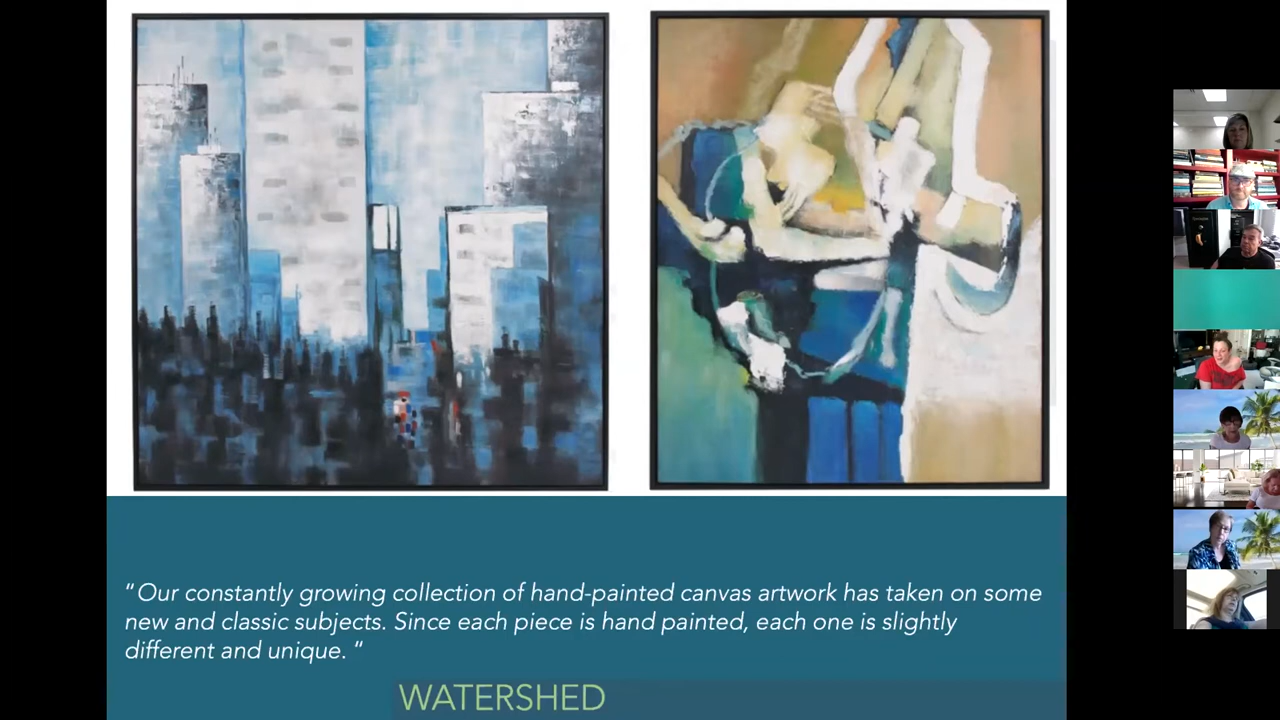 “Our constantly growing collection of hand-painted canvas artwork has taken on some
new and classic subjects. Since each piece is hand painted, each one is slightly
different and unique. “
WATERSHED